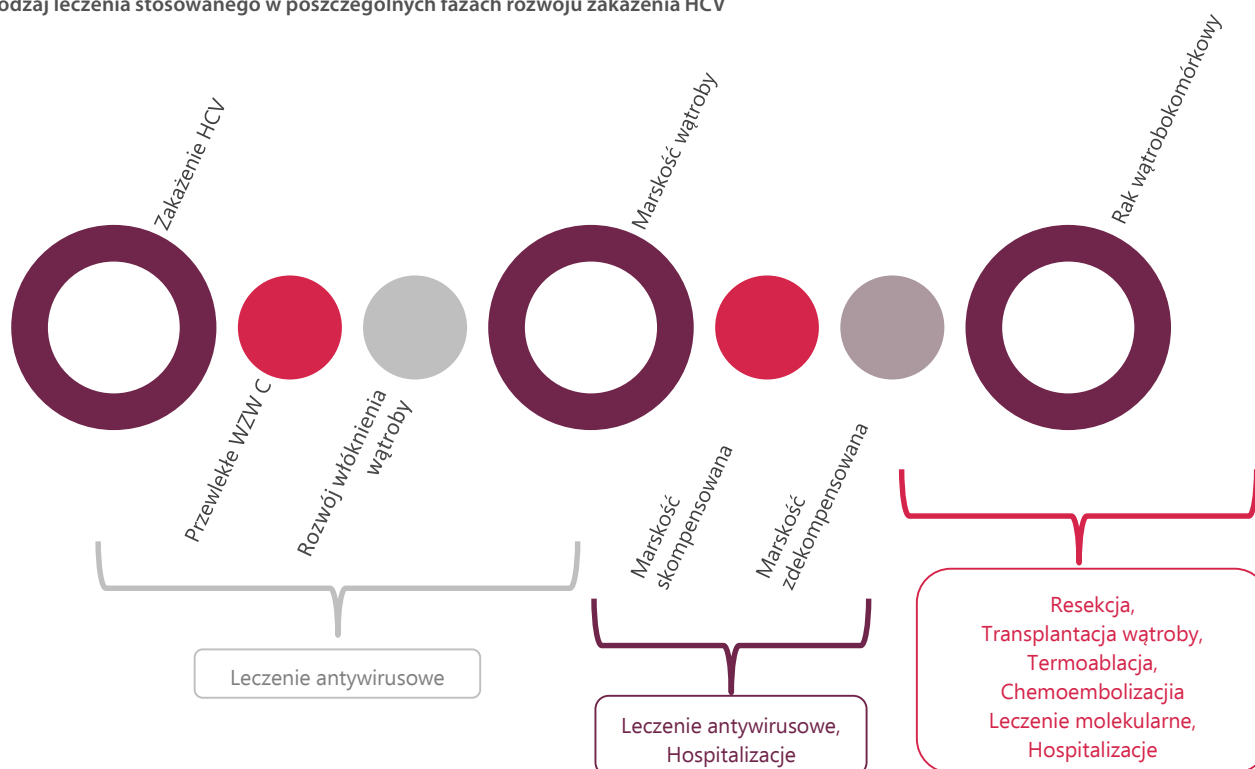 odzaj leczenia stosowanego w poszczególnych fazach rozwoju zakażenia HCV
Zakażenie HCV
Marskość wątroby
Rak wątrobokomórkowy
Przewlekłe WZW C
Rozwój włóknienia
wątroby
Marskość
skompensowana
Marskość
zdekompensowana
Leczenie antywirusowe
Leczenie antywirusowe,
Hospitalizacje
Resekcja,
Transplantacja wątroby,
Termoablacja,
Chemoembolizacjia
Leczenie molekularne,
Hospitalizacje